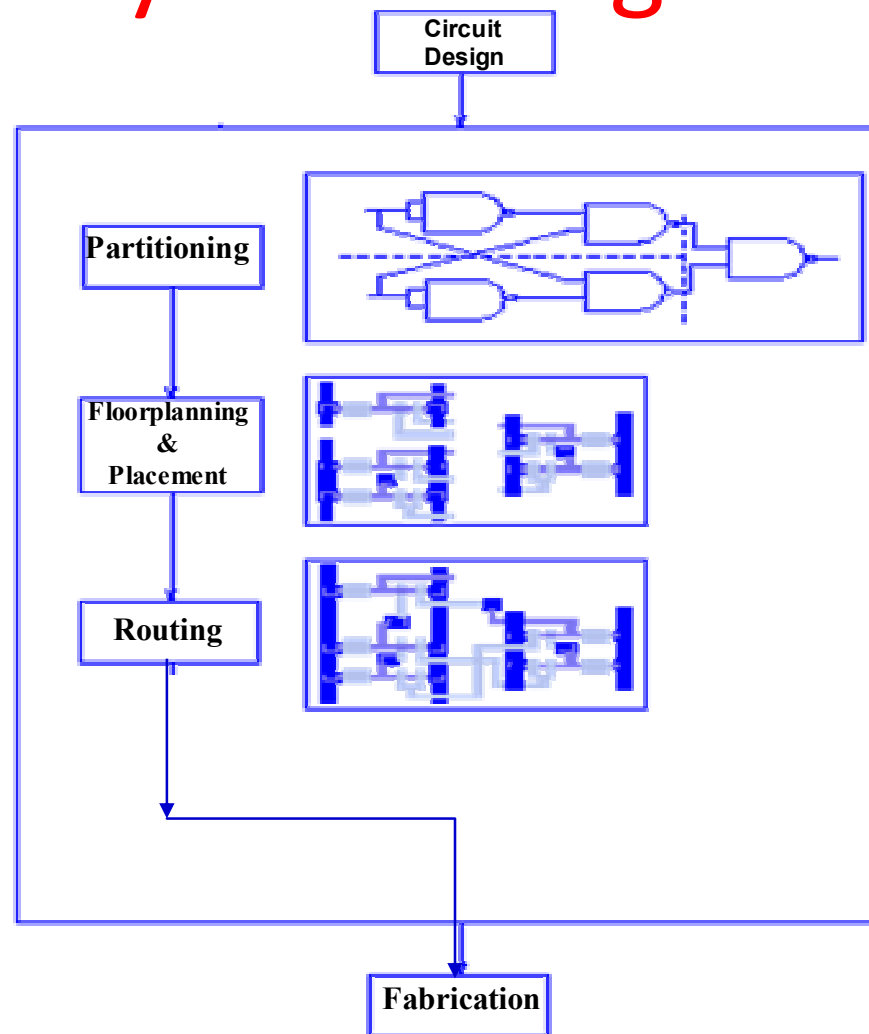 Circuit
Design
Partitioning
Floorplanning
&
Placement
Routing
Fabrication